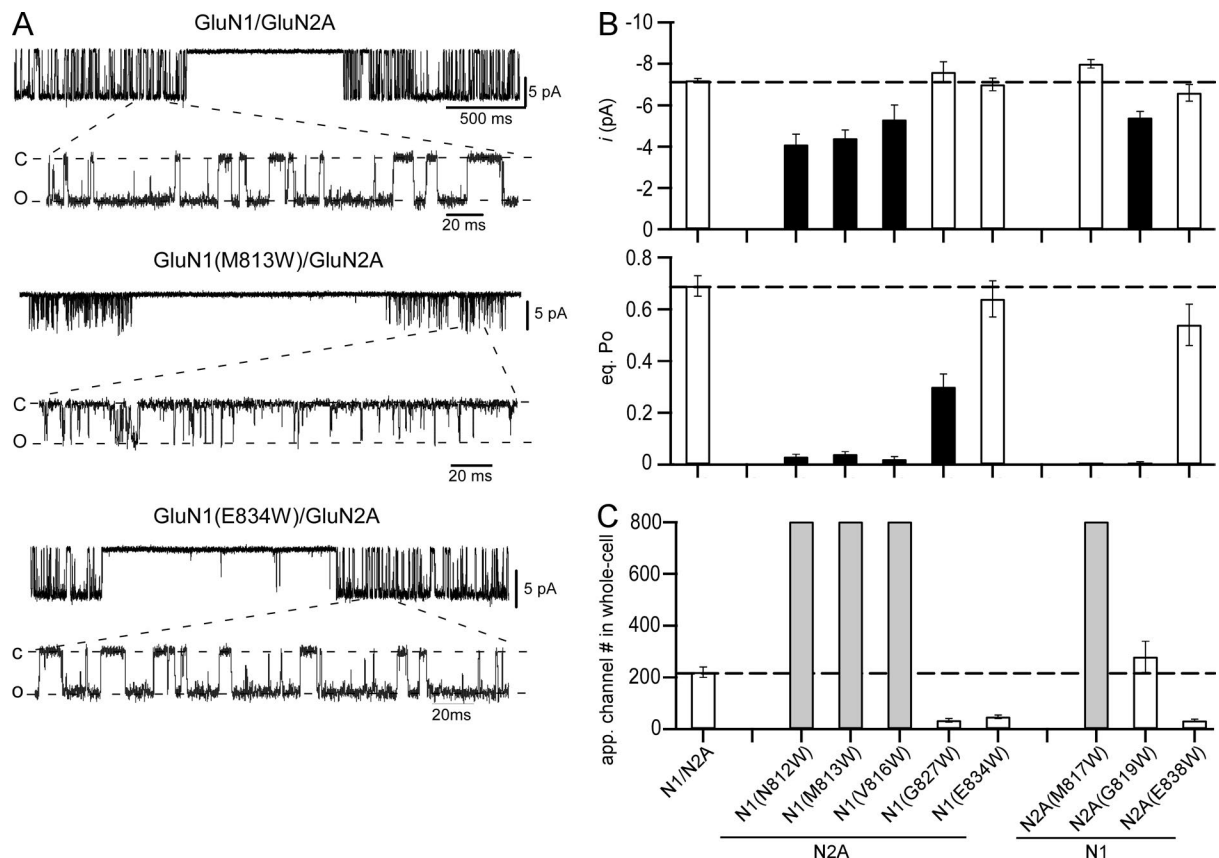 A
GluN1/GluN2A
5 pA
500 ms
C
O
20 ms
GluN1(M813W)/GluN2A
5 pA
C
O
20 ms
GluN1(E834W)/GluN2A
5 pA
C
O
20ms
B
-10
-8
-6
-4
-2
0
i (pA)
0.8
0.6
0.4
0.2
0
eq. Po
C
800
600
400
200
0
app. channel # in whole-cell
N1/N2A
N1(N812W)
N1(M813W)
N1(V816W)
N1(G827W)
N1(E834W)
N2A(M817W)
N2A(G819W)
N2A(E838W)
N2A
N1